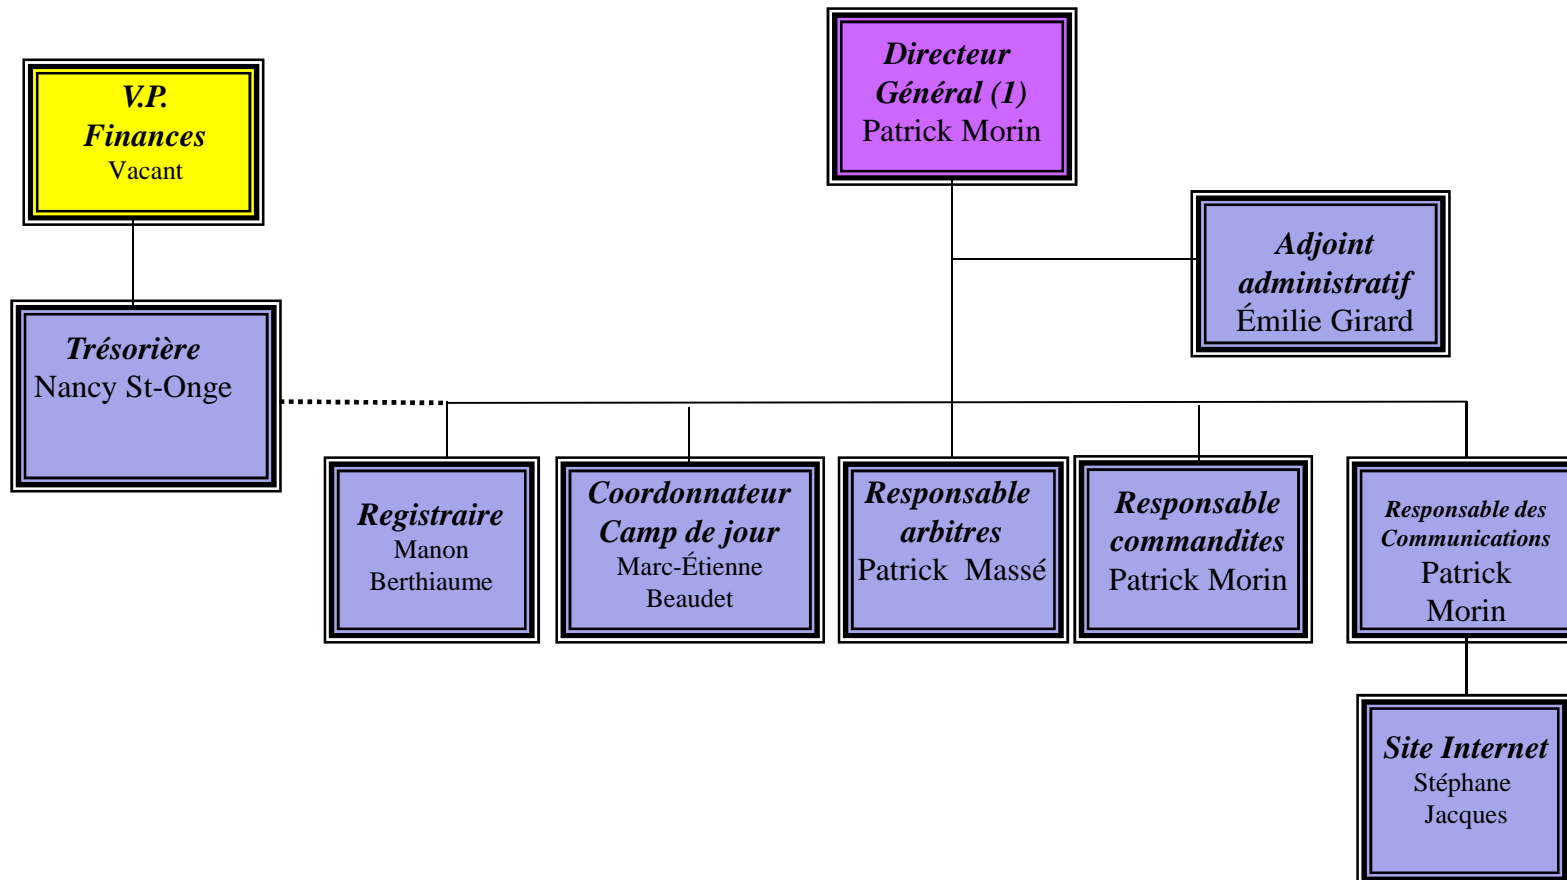 Directeur
Général (1)
Patrick Morin
V.P.
Finances
Vacant
Adjoint
administratif
Émilie Girard
Trésorière
Nancy St-Onge
Registraire
Manon
Berthiaume
Coordonnateur
Camp de jour
Marc-Étienne
Beaudet
Responsable
arbitres
Patrick Massé
Responsable
commandites
Patrick Morin
Responsable des
Communications
Patrick
Morin
Site Internet
Stéphane
Jacques